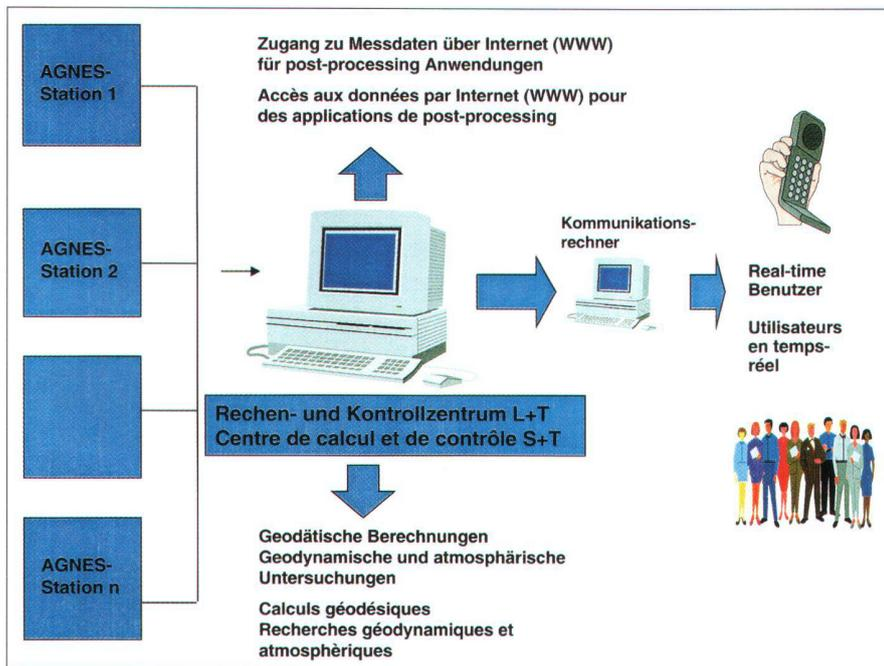 AGNES-
Station 1
Zugang zu Messdaten über Internet (WWW)
für post-processing Anwendungen
Accès aux données par Internet (WWW) pour
des applications de post-processing
AGNES-
Station 2
Kommunikations-
rechner
Real-time
Benutzer
Utilisateurs
en temps-
réel
Rechen- und Kontrollzentrum L+T
Centre de calcul et de contrôle S+T
AGNES-
Station n
Geodätische Berechnungen
Geodynamische und atmosphärische
Untersuchungen
Calculs géodésiques
Recherches géodynamiques et
atmosphèriques